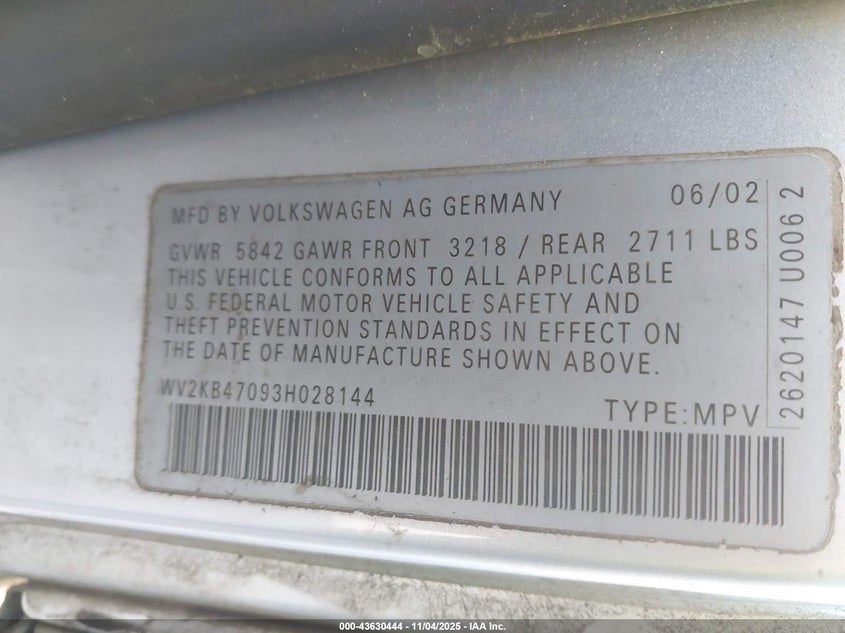 MFD BY VOLKSWAGEN AG GERMANY 06/02
GVWR 5842 GAWR FRONT 3218 / REAR 2711 LBS
THIS VEHICLE CONFORMS TO ALL APPLICABLE
U.S. FEDERAL MOTOR VEHICLE SAFETY AND
THEFT PREVENTION STANDARDS IN EFFECT ON
THE DATE OF MANUFACTURE SHOWN ABOVE.
WV2KB47093H028144
TYPE:MPV
2620147 U006 2
000-43630444 - 11/04/2025 - IAA Inc.